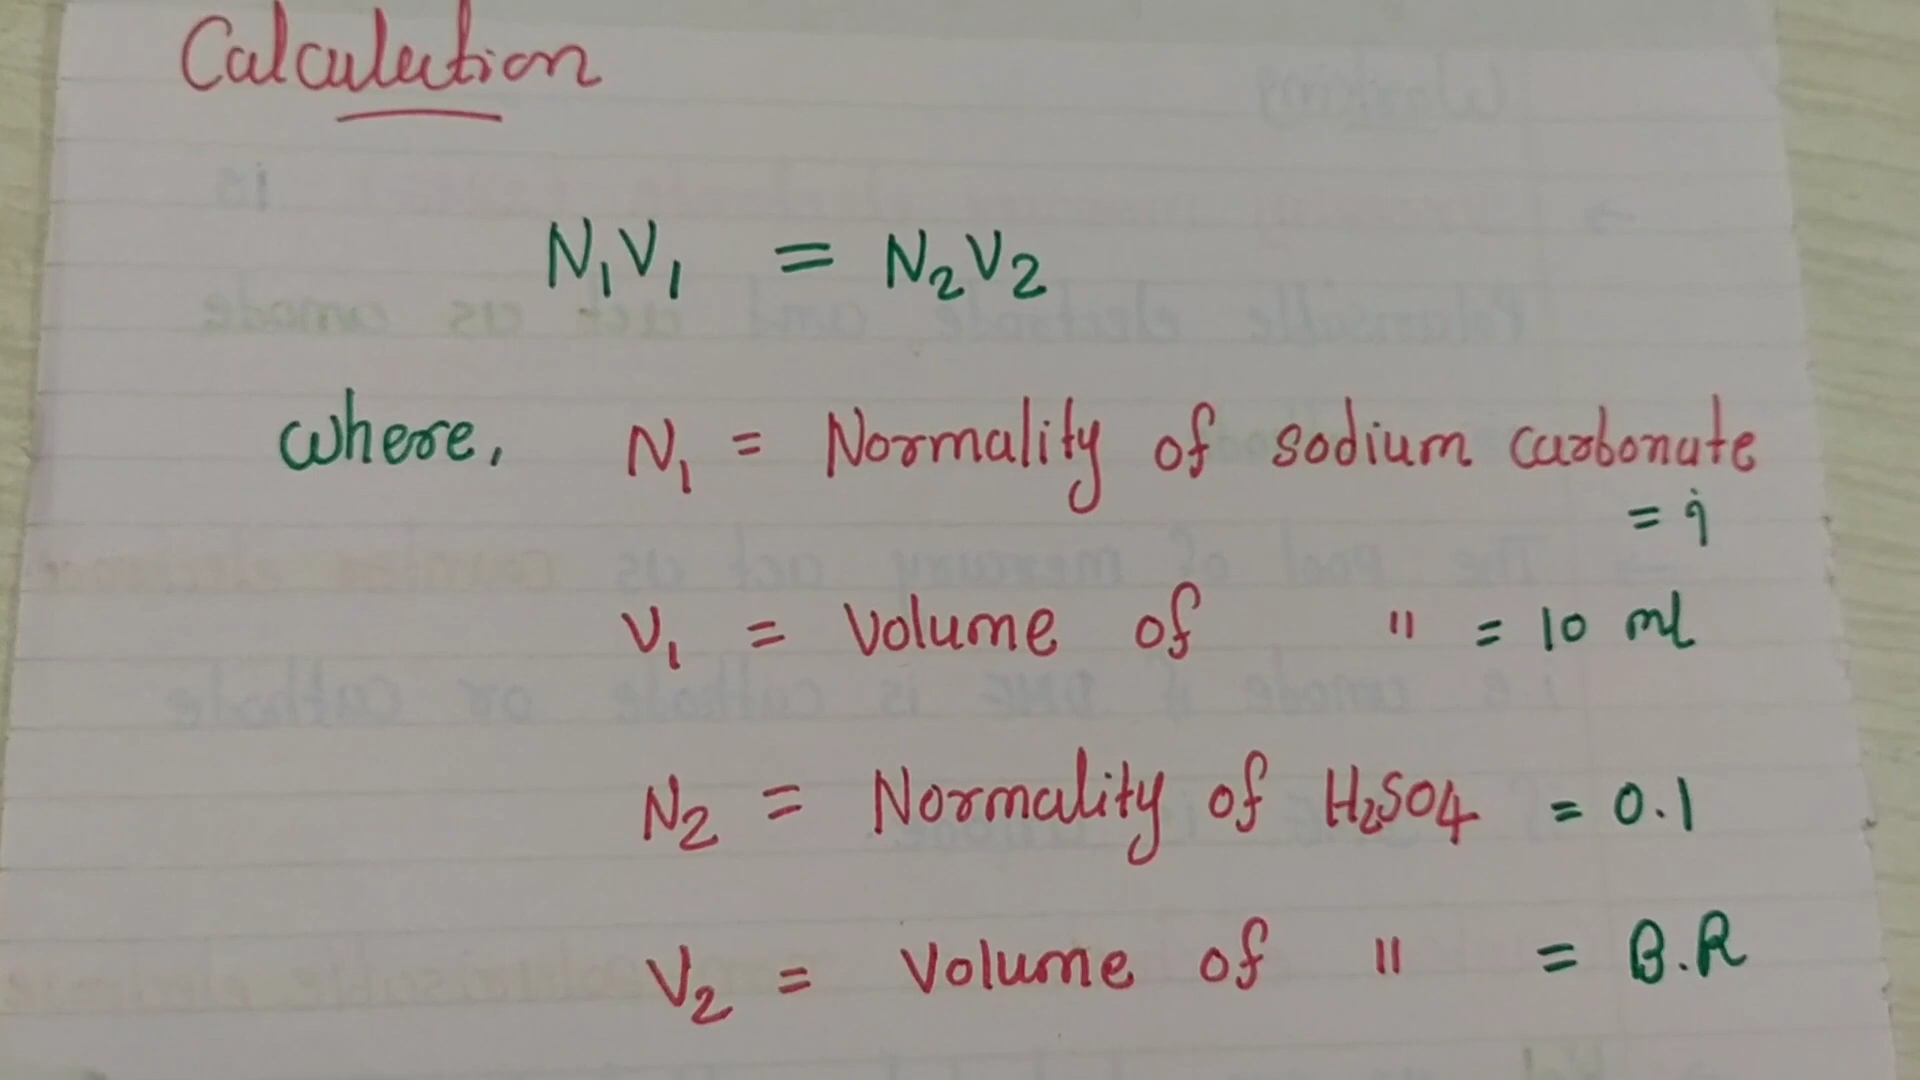 Calculation
N₁V₁ = N₂V₂
where, N₁ = Normality of sodium carbonate
= ?
V₁ = Volume of " = 10 ml
N₂ = Normality of H₂SO₄ = 0.1
V₂ = Volume of " = B.R